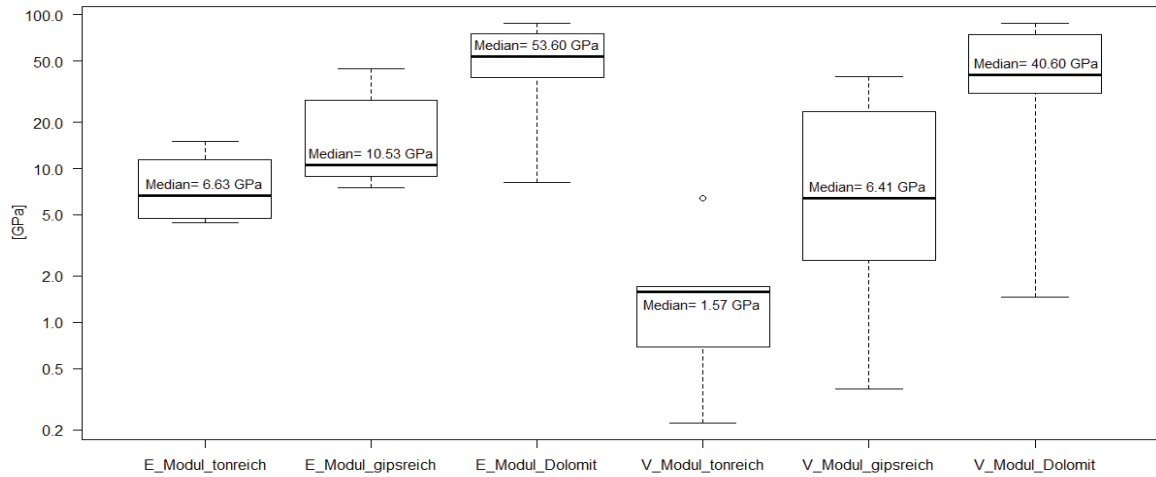 100.0
50.0
20.0
10.0
5.0
2.0
1.0
0.5
0.2
[GPa]
Median= 6.63 GPa
Median= 10.53 GPa
Median= 53.60 GPa
Median= 1.57 GPa
Median= 6.41 GPa
Median= 40.60 GPa
E_Modul_tonreich
E_Modul_gipsreich
E_Modul_Dolomit
V_Modul_tonreich
V_Modul_gipsreich
V_Modul_Dolomit